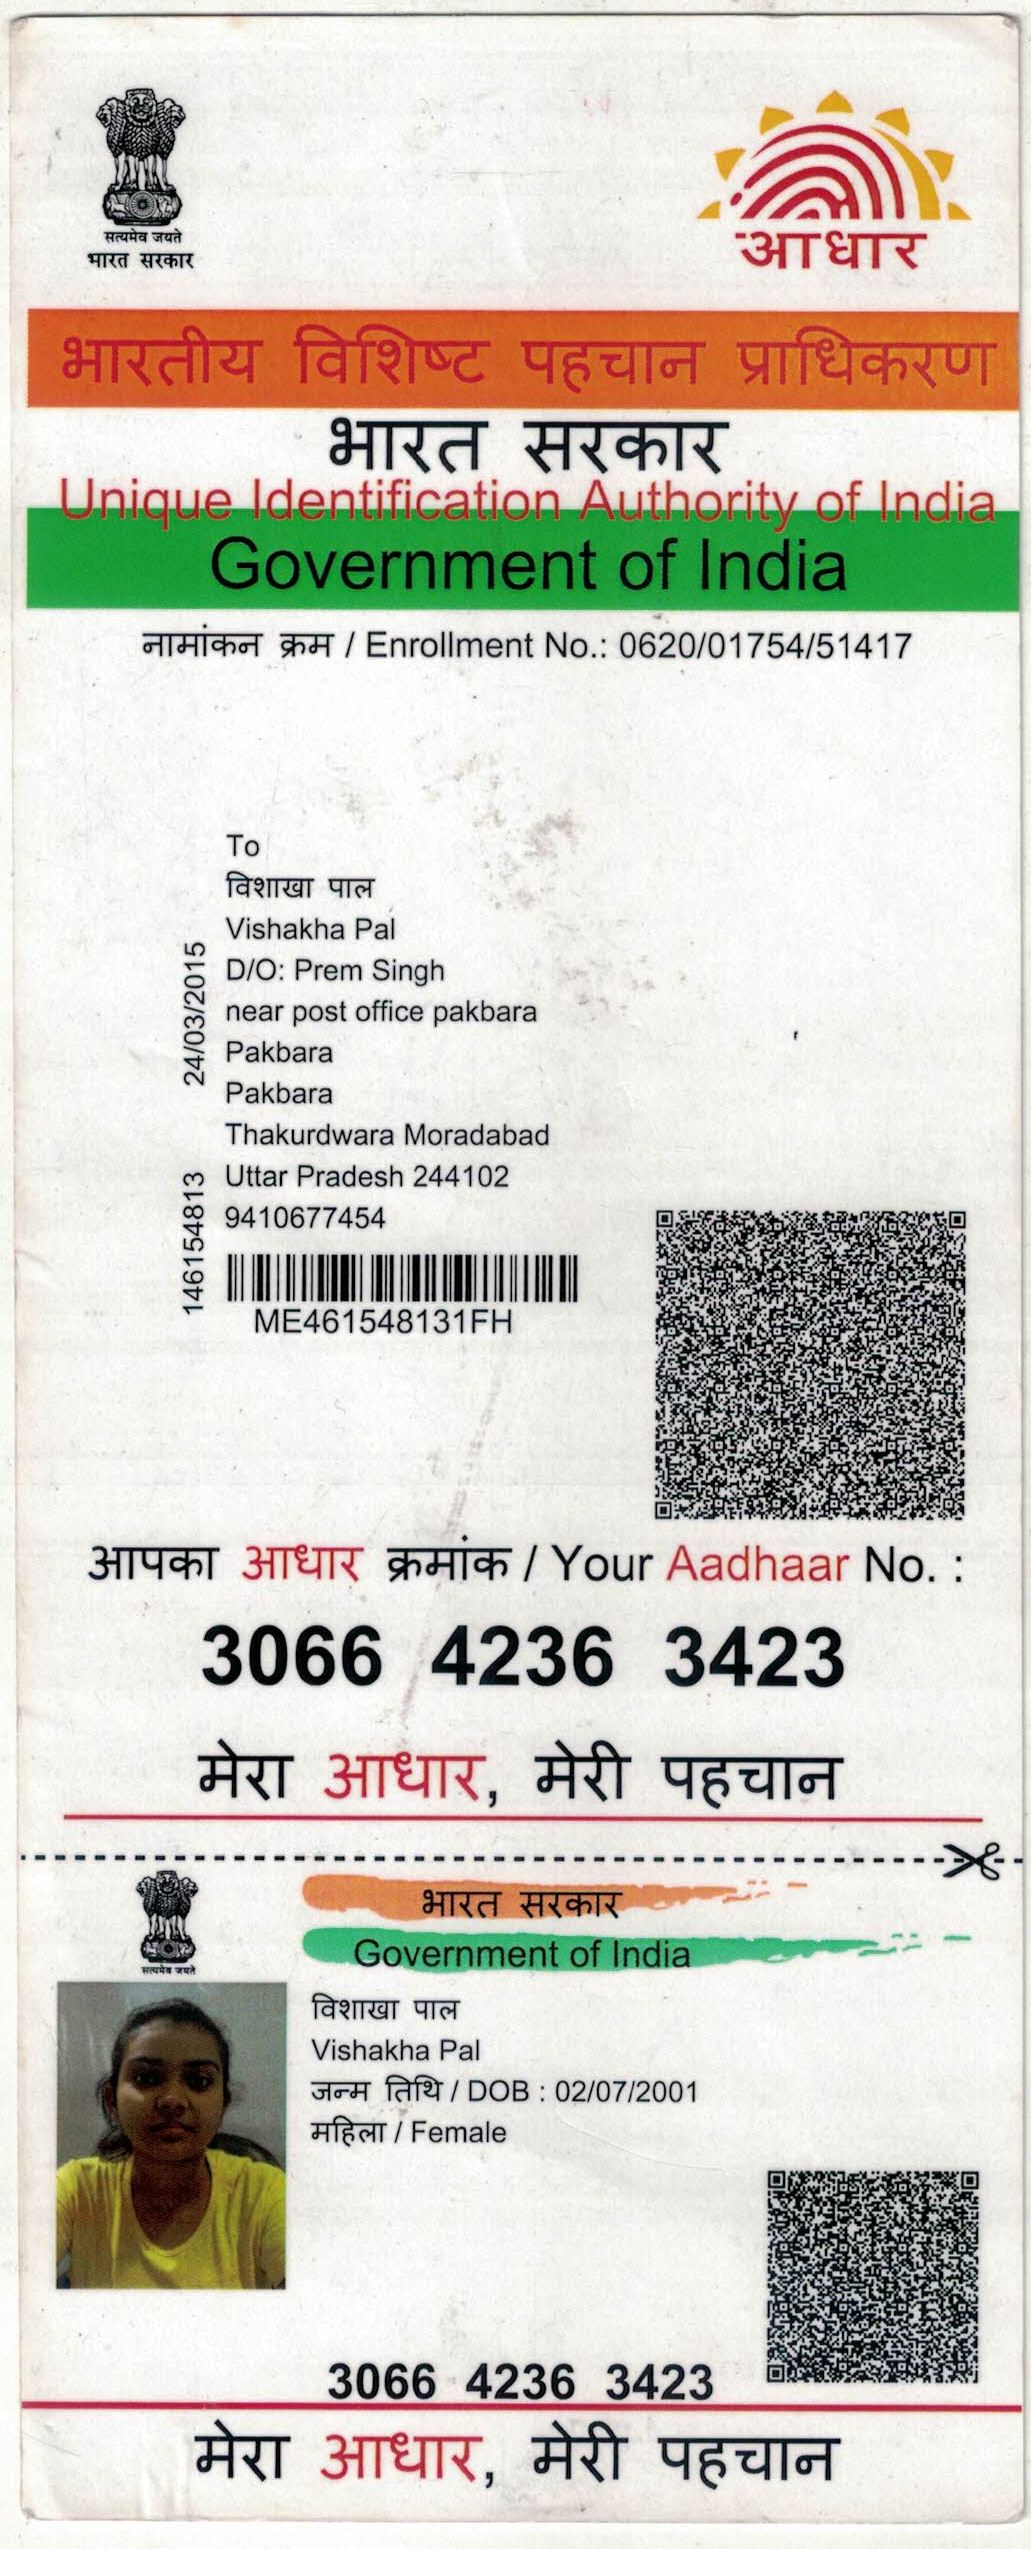 सत्यमेव जयते
भारत सरकार
आधार
भारतीय विशिष्ट पहचान प्राधिकरण
भारत सरकार
Unique Identification Authority of India
Government of India
नामांकन क्रम / Enrollment No.: 0620/01754/51417
To
विशाखा पाल
Vishakha Pal
D/O: Prem Singh
near post office pakbara
Pakbara
Pakbara
Thakurdwara Moradabad
Uttar Pradesh 244102
9410677454
24/03/2015
146154813
ME461548131FH
आपका आधार क्रमांक / Your Aadhaar No. :
3066 4236 3423
मेरा आधार, मेरी पहचान
सत्यमेव जयते
भारत सरकार
Government of India
विशाखा पाल
Vishakha Pal
जन्म तिथि / DOB : 02/07/2001
महिला / Female
3066 4236 3423
मेरा आधार, मेरी पहचान